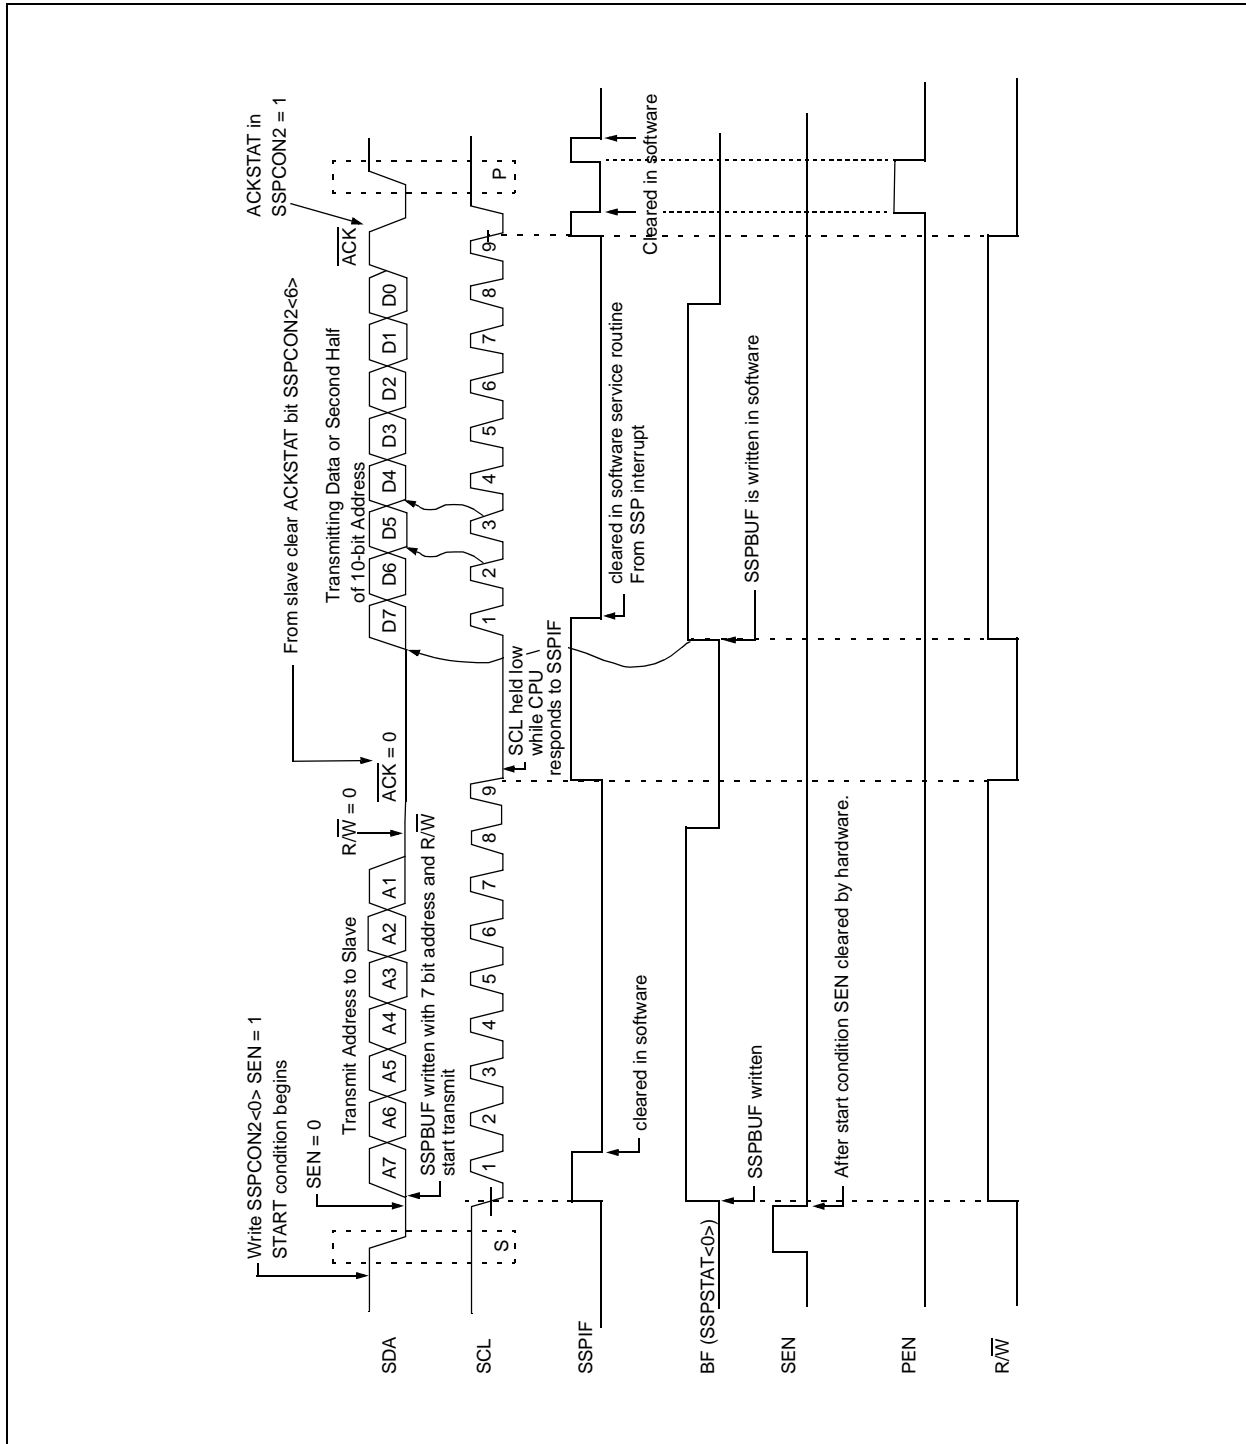 Write SSPCON2<0> SEN = 1
START condition begins
SEN = 0
Transmit Address to Slave
R/W = 0
ACK = 0
From slave clear ACKSTAT bit SSPCON2<6>
Transmitting Data or Second Half
of 10-bit Address
ACK
ACKSTAT in
SSPCON2 = 1
SDA
A7 A6 A5 A4 A3 A2 A1
D7 D6 D5 D4 D3 D2 D1 D0
SSPBUF written with 7 bit address and R/W
start transmit
SCL
S
1 2 3 4 5 6 7 8 9
1 2 3 4 5 6 7 8 9
P
SCL held low
while CPU
responds to SSPIF
SSPIF
cleared in software
cleared in software service routine
From SSP interrupt
Cleared in software
Cleared in software
BF (SSPSTAT<0>)
SSPBUF written
SSPBUF is written in software
SEN
After start condition SEN cleared by hardware.
PEN
R/W